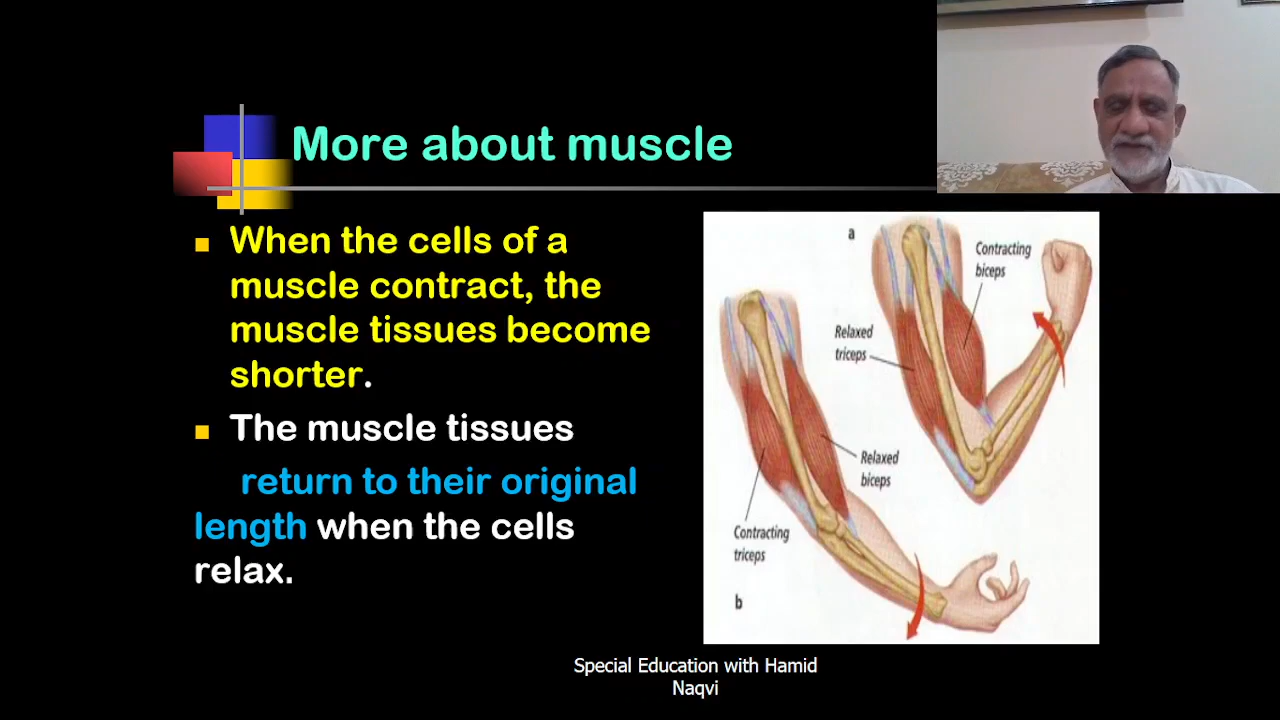 More about muscle
When the cells of a
muscle contract, the
muscle tissues become
shorter.
The muscle tissues
return to their original
length when the cells
relax.
a
Contracting
biceps
Relaxed
triceps
Relaxed
biceps
Contracting
triceps
b
Special Education with Hamid
Naqvi